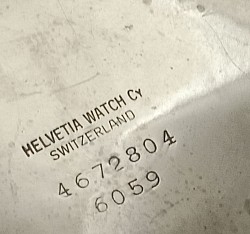 HELVETIA WATCH Cy
SWITZERLAND
4672804
6059